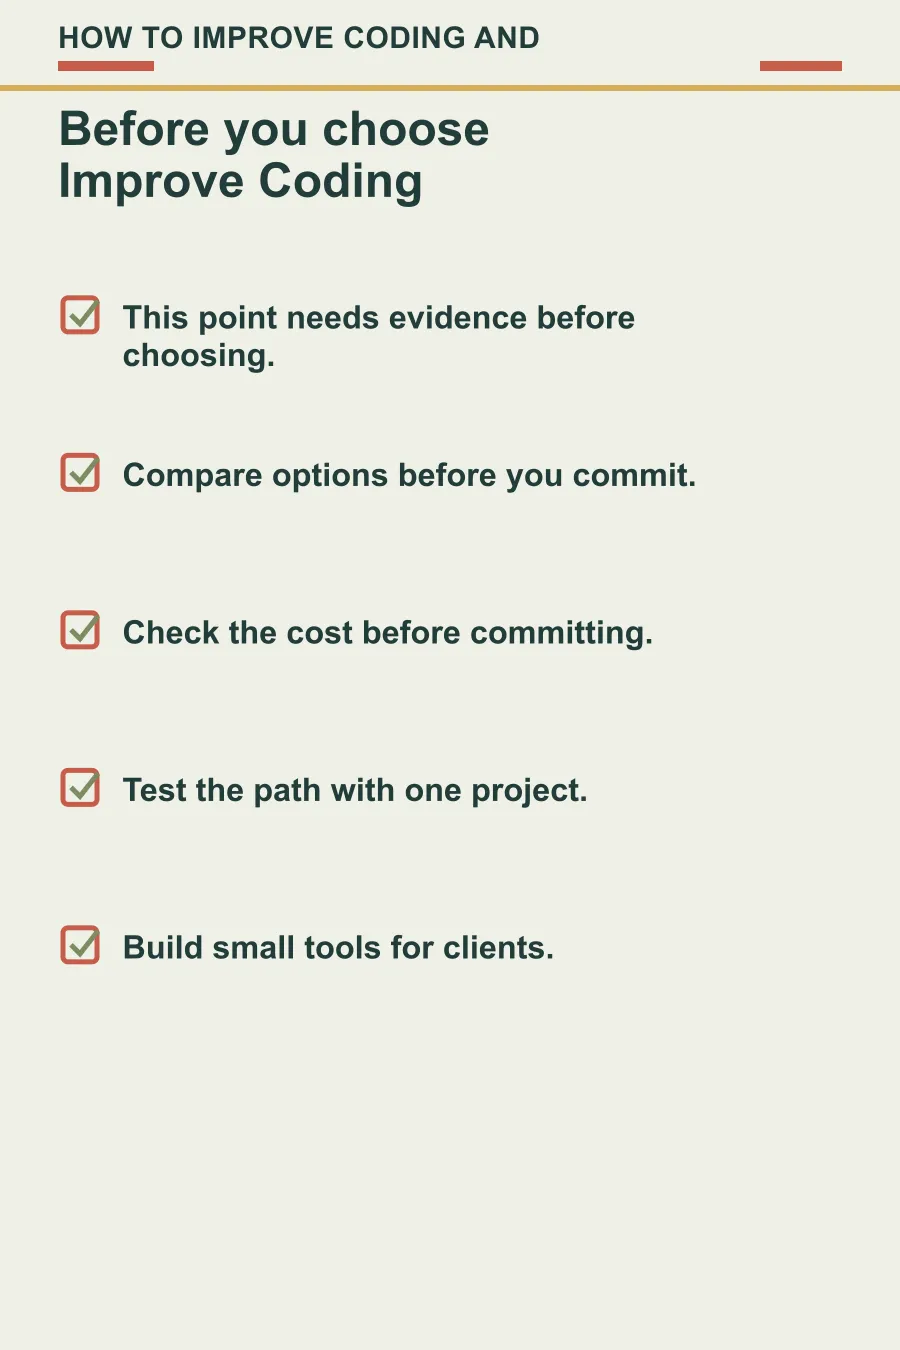 HOW TO IMPROVE CODING AND
Before you choose
Improve Coding
This point needs evidence before
choosing.
Compare options before you commit.
Check the cost before committing.
Test the path with one project.
Build small tools for clients.